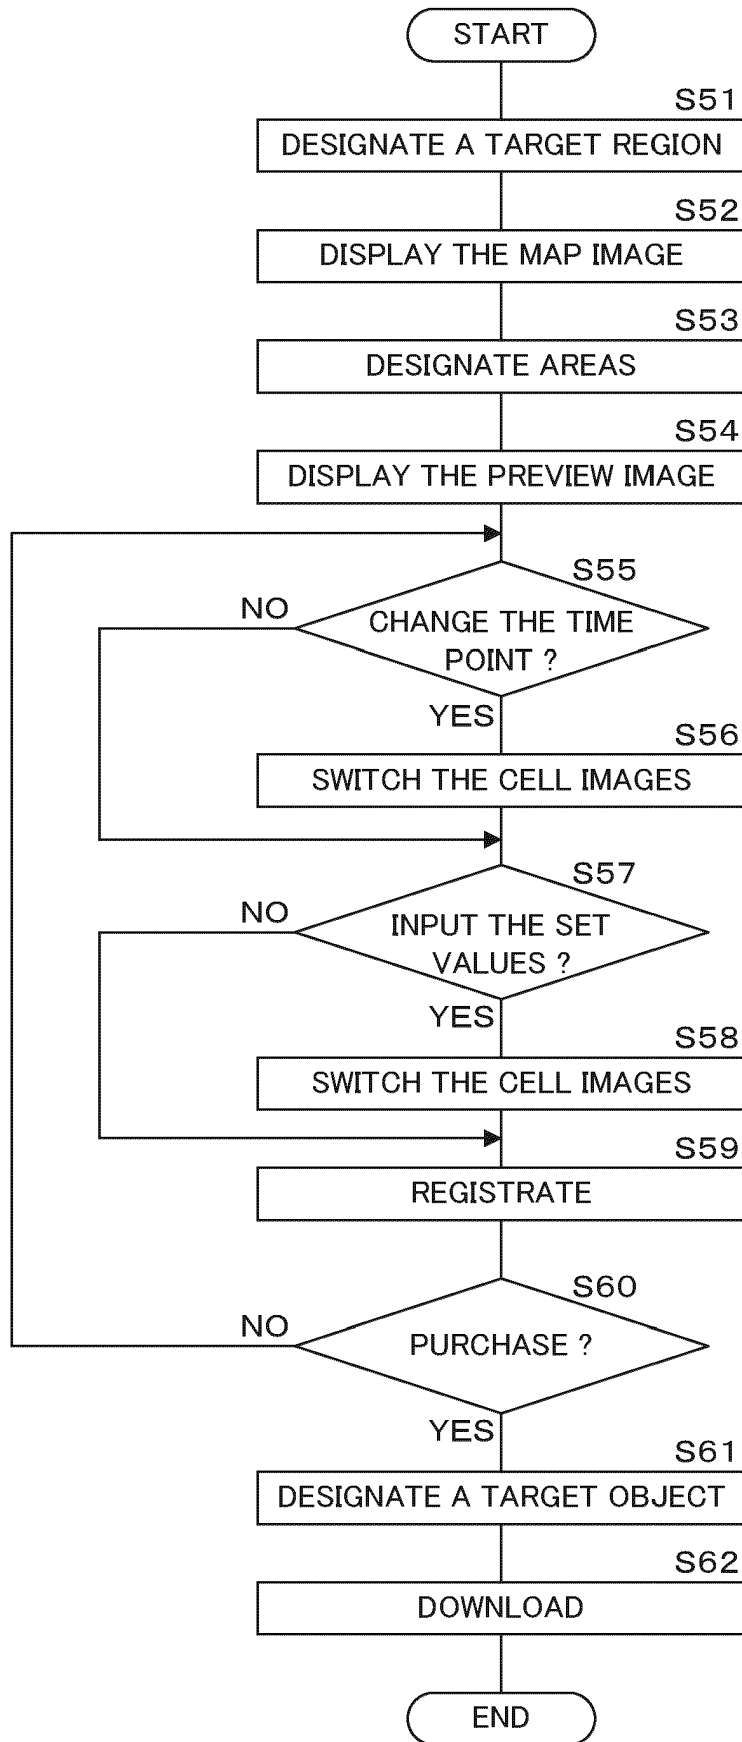 START
S51
DESIGNATE A TARGET REGION
S52
DISPLAY THE MAP IMAGE
S53
DESIGNATE AREAS
S54
DISPLAY THE PREVIEW IMAGE
S55
NO
CHANGE THE TIME
POINT ?
YES
S56
SWITCH THE CELL IMAGES
S57
NO
INPUT THE SET
VALUES ?
YES
S58
SWITCH THE CELL IMAGES
S59
REGISTRATE
S60
NO
PURCHASE ?
YES
S61
DESIGNATE A TARGET OBJECT
S62
DOWNLOAD
END